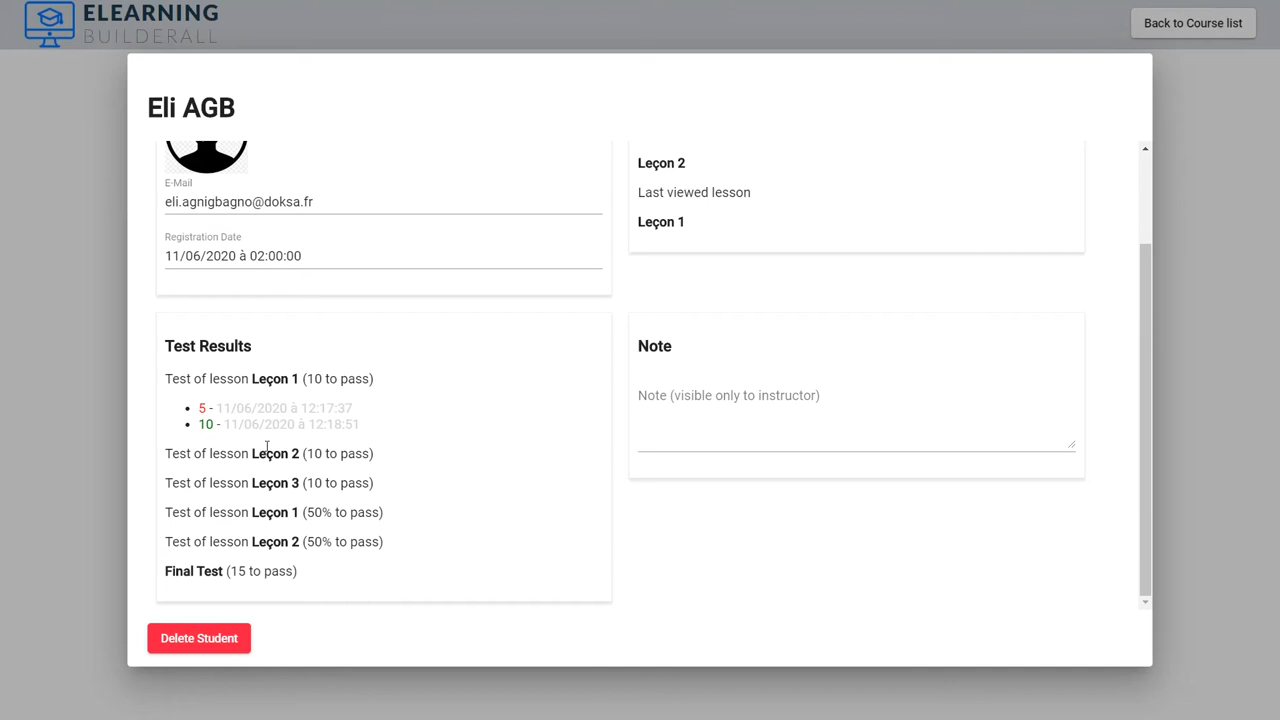 ELEARNING
BUILDERALL
Back to Course list
Eli AGB
E-Mail
eli.agnigbagno@doksa.fr
Registration Date
11/06/2020 à 02:00:00
Leçon 2
Last viewed lesson
Leçon 1
Test Results
Test of lesson Leçon 1 (10 to pass)
5 - 11/06/2020 à 12:17:37
10 - 11/06/2020 à 12:18:51
Test of lesson Leçon 2 (10 to pass)
Test of lesson Leçon 3 (10 to pass)
Test of lesson Leçon 1 (50% to pass)
Test of lesson Leçon 2 (50% to pass)
Final Test (15 to pass)
Note
Note (visible only to instructor)
Delete Student